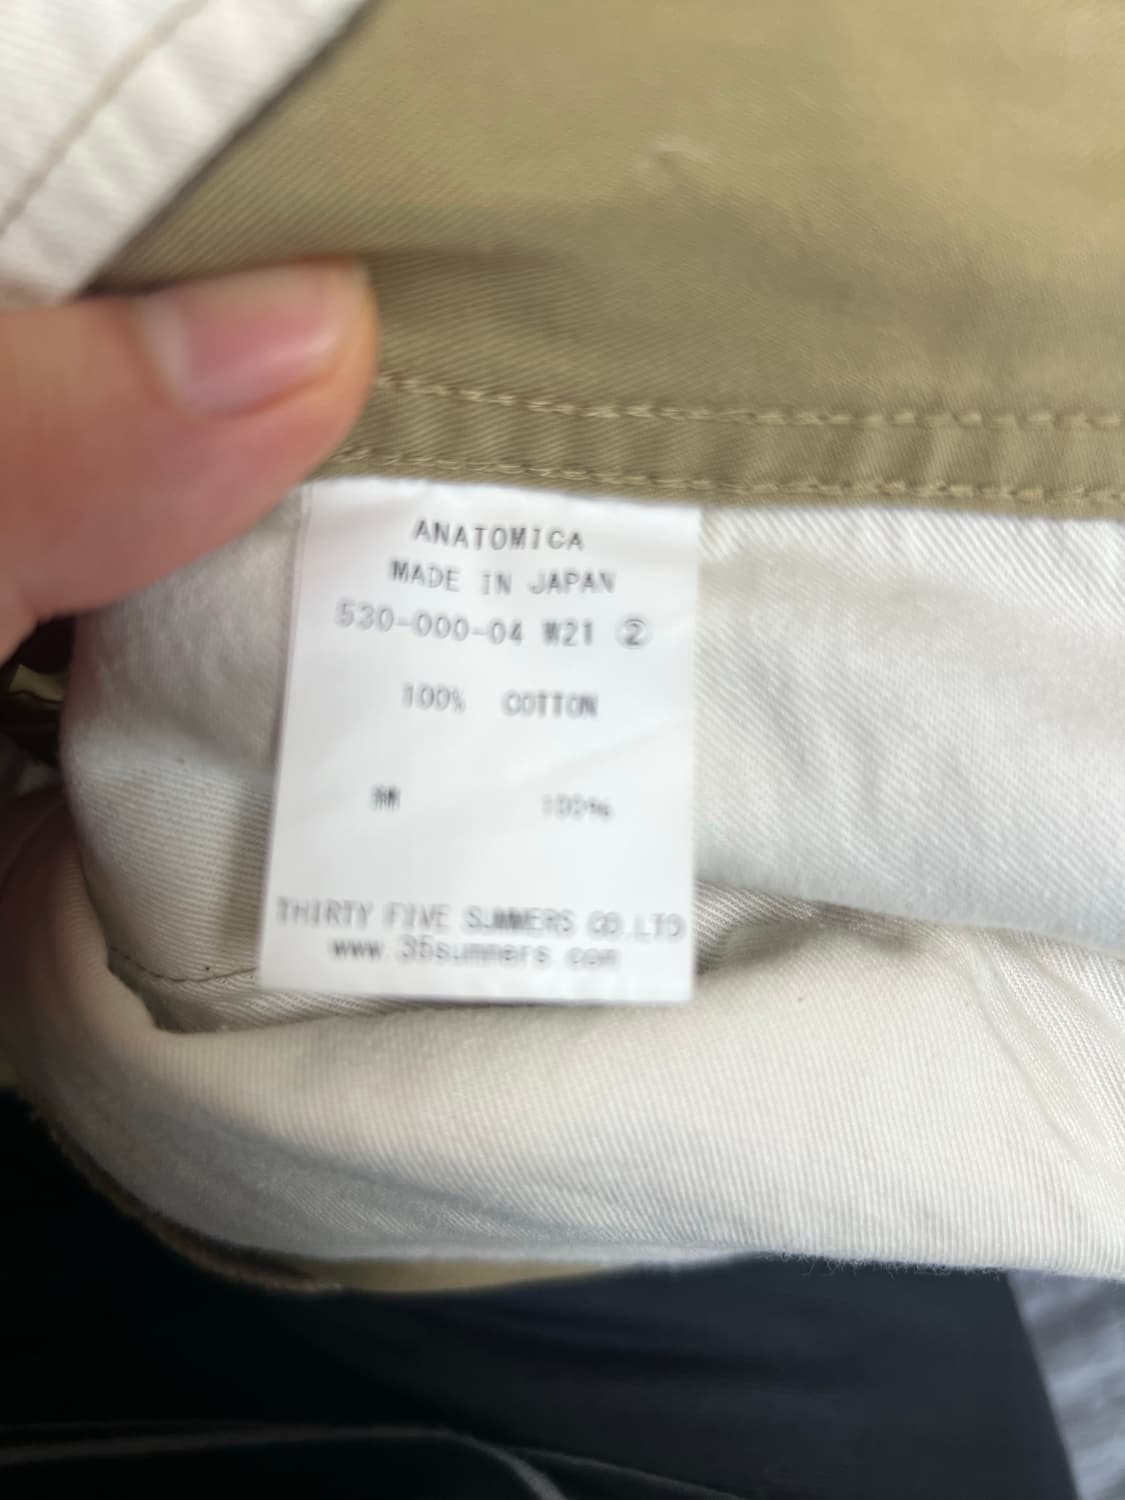 ANATOMICA
MADE IN JAPAN
530-000-04 W21 ②
100% COTTON
綿 100%
THIRTY FIVE SUMMERS CO.LTD
www.35summers.com